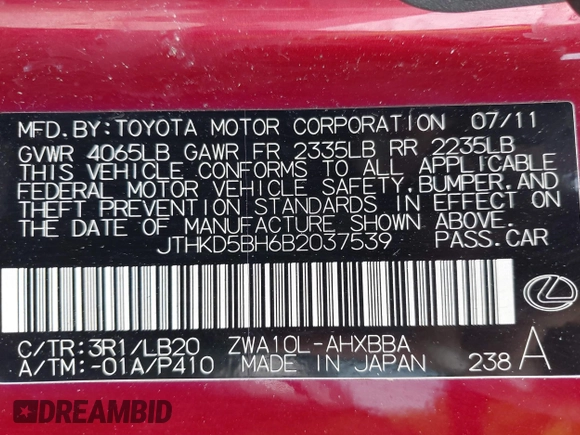 MFD.BY:TOYOTA MOTOR CORPORATION 07/11
GVWR 4065LB GAWR FR 2335LB RR 2235LB
THIS VEHICLE CONFORMS TO ALL APPLICABLE
FEDERAL MOTOR VEHICLE SAFETY,BUMPER,AND
THEFT PREVENTION STANDARDS IN EFFECT ON
THE DATE OF MANUFACTURE SHOWN ABOVE.
JTHKD5BH6B2037539 PASS.CAR
C/TR:3R1/LB20 ZWA10L-AHXBBA
A/TM:-01A/P410 MADE IN JAPAN 238 A
DREAMBID